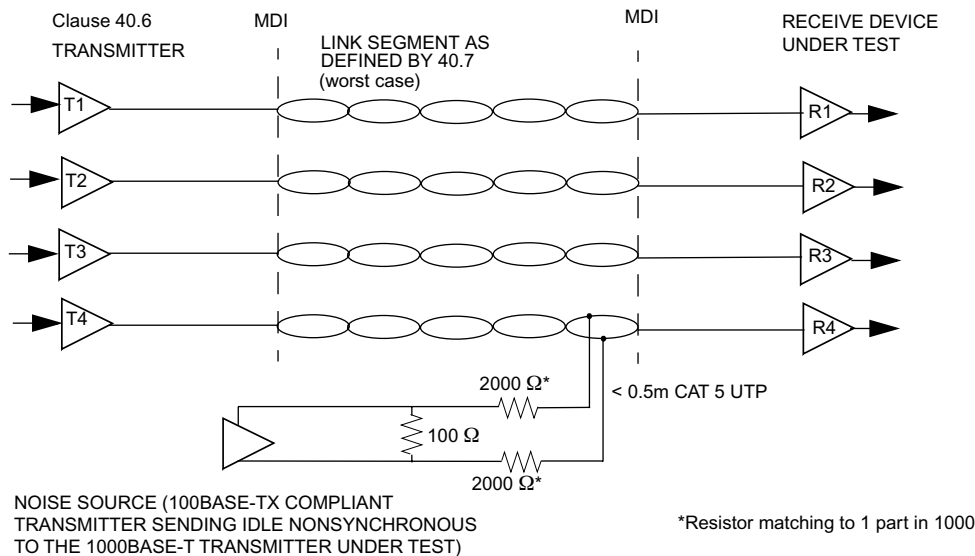 Clause 40.6
TRANSMITTER
MDI
LINK SEGMENT AS
DEFINED BY 40.7
(worst case)
MDI
RECEIVE DEVICE
UNDER TEST
T1
R1
T2
R2
T3
R3
T4
R4
2000 Ω*
< 0.5m CAT 5 UTP
100 Ω
2000 Ω*
NOISE SOURCE (100BASE-TX COMPLIANT
TRANSMITTER SENDING IDLE NONSYNCHRONOUS
TO THE 1000BASE-T TRANSMITTER UNDER TEST)
*Resistor matching to 1 part in 1000